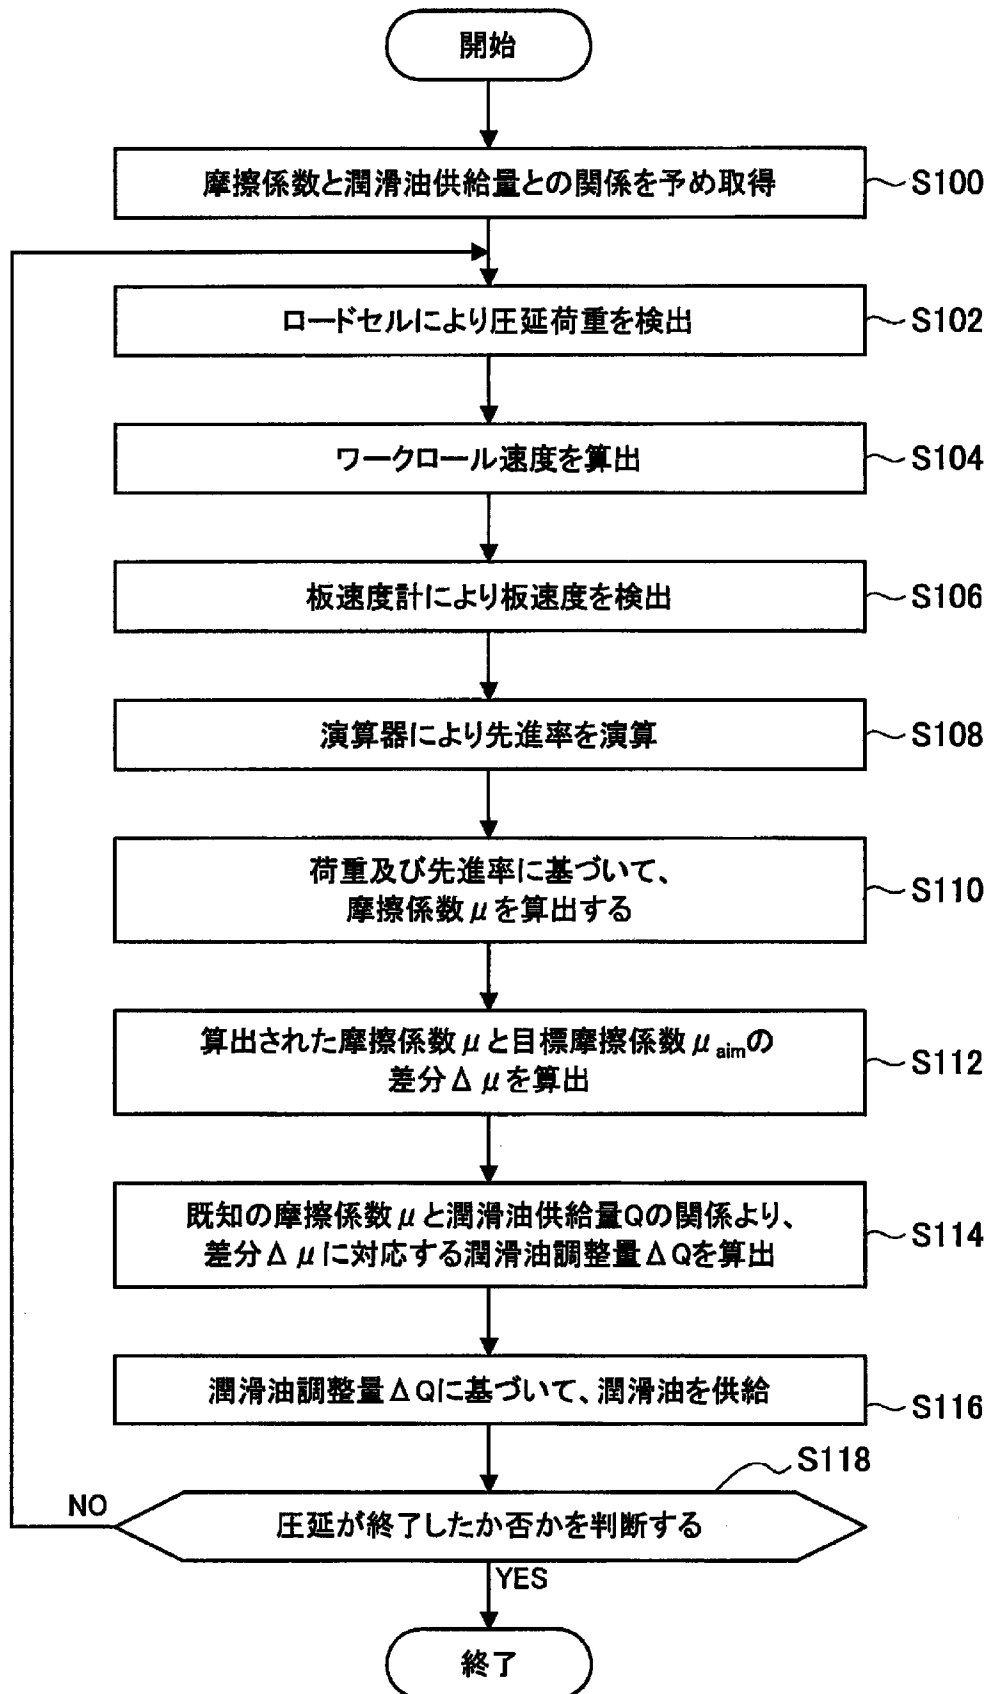 開始
摩擦係数と潤滑油供給量との関係を予め取得
S100
ロードセルにより圧延荷重を検出
S102
ワークロール速度を算出
S104
板速度計により板速度を検出
S106
演算器により先進率を演算
S108
荷重及び先進率に基づいて、
摩擦係数μを算出する
S110
算出された摩擦係数μと目標摩擦係数μaimの
差分Δμを算出
S112
既知の摩擦係数μと潤滑油供給量Qの関係より、
差分Δμに対応する潤滑油調整量ΔQを算出
S114
潤滑油調整量ΔQに基づいて、潤滑油を供給
S116
S118
NO
圧延が終了したか否かを判断する
YES
終了